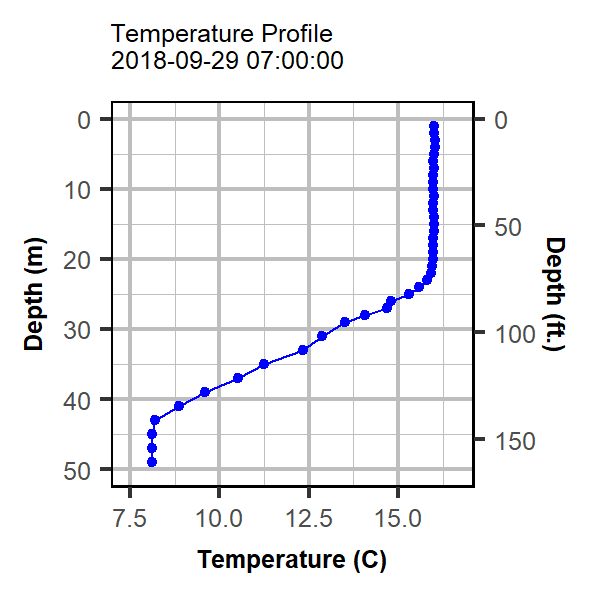 Temperature Profile
2018-09-29 07:00:00
0
10
20
30
40
50
Depth (m)
0
50
100
150
Depth (ft.)
7.5 10.0 12.5 15.0
Temperature (C)